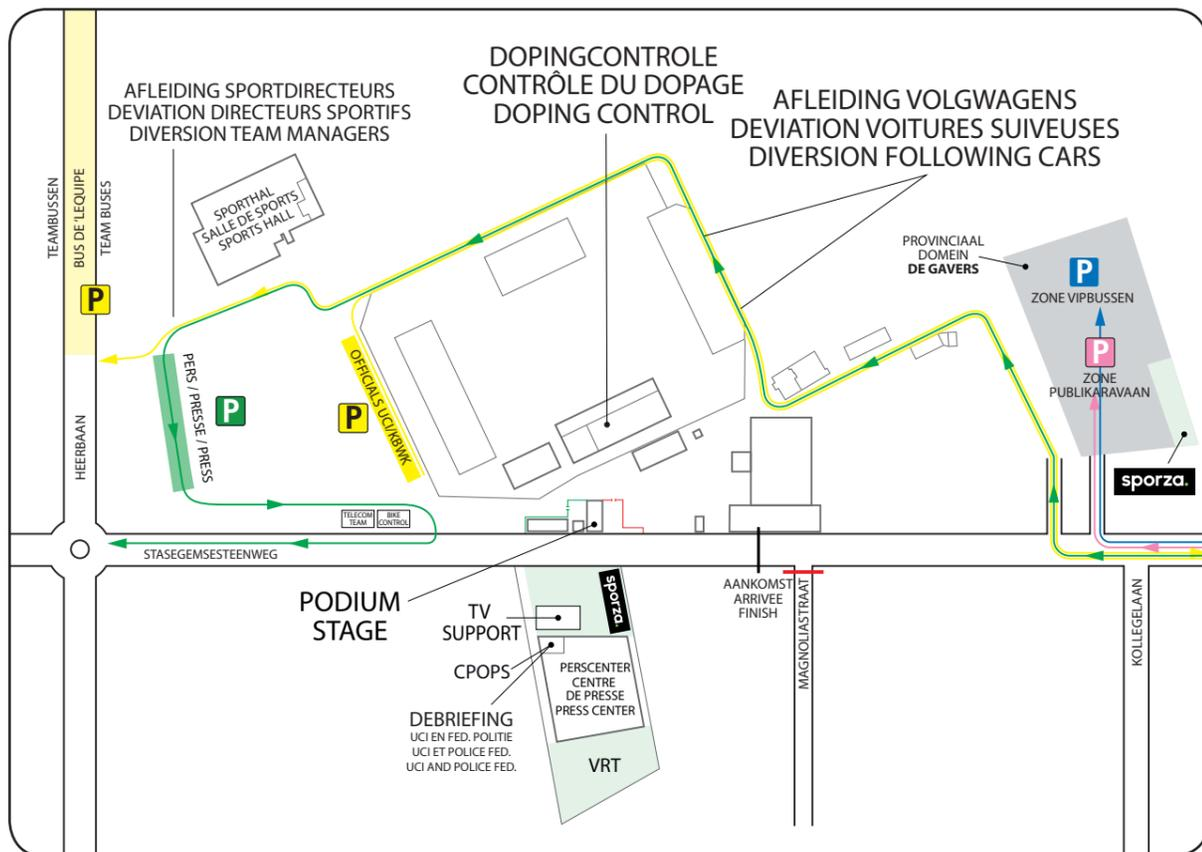 DOPINGCONTROLE
CONTRÔLE DU DOPAGE
DOPING CONTROL
AFLEIDING SPORTDIRECTEURS
DEVIATION DIRECTEURS SPORTIFS
DIVERSION TEAM MANAGERS
AFLEIDING VOLGWAGENS
DEVIATION VOITURES SUIVEUSES
DIVERSION FOLLOWING CARS
TEAMBUSSEN
BUS DE 'LEQUIPE
TEAM BUSES
SPORTHAL
SALLE DE SPORTS
SPORTS HALL
PROVINCIAAL
DOMEIN
DE GAVERS
P
ZONE VIPBUSSEN
P
P
ZONE
PUBLIKARAVAAN
PERS / PRESSE / PRESS
P
P
OFFICIALS UCI/KBWK
HEERBAAN
sporza.
TELECOM
TEAM
BIKE
CONTROL
STASEGEMSESTEENWEG
PODIUM
STAGE
TV
SUPPORT
sporza.
CPOPS
PERSCENTER
CENTRE
DE PRESSE
PRESS CENTER
DEBRIEFING
UCI EN FED. POLITIE
UCI ET POLICE FED.
UCI AND POLICE FED.
VRT
AANKOMST
ARRIVEE
FINISH
MAGNOLIASTRAAT
KOLLEGELAAN